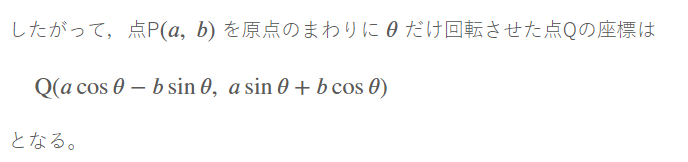 したがって，点P(a, b) を原点のまわりに θ だけ回転させた点Qの座標は
Q(a cos θ − b sin θ, a sin θ + b cos θ)
となる。